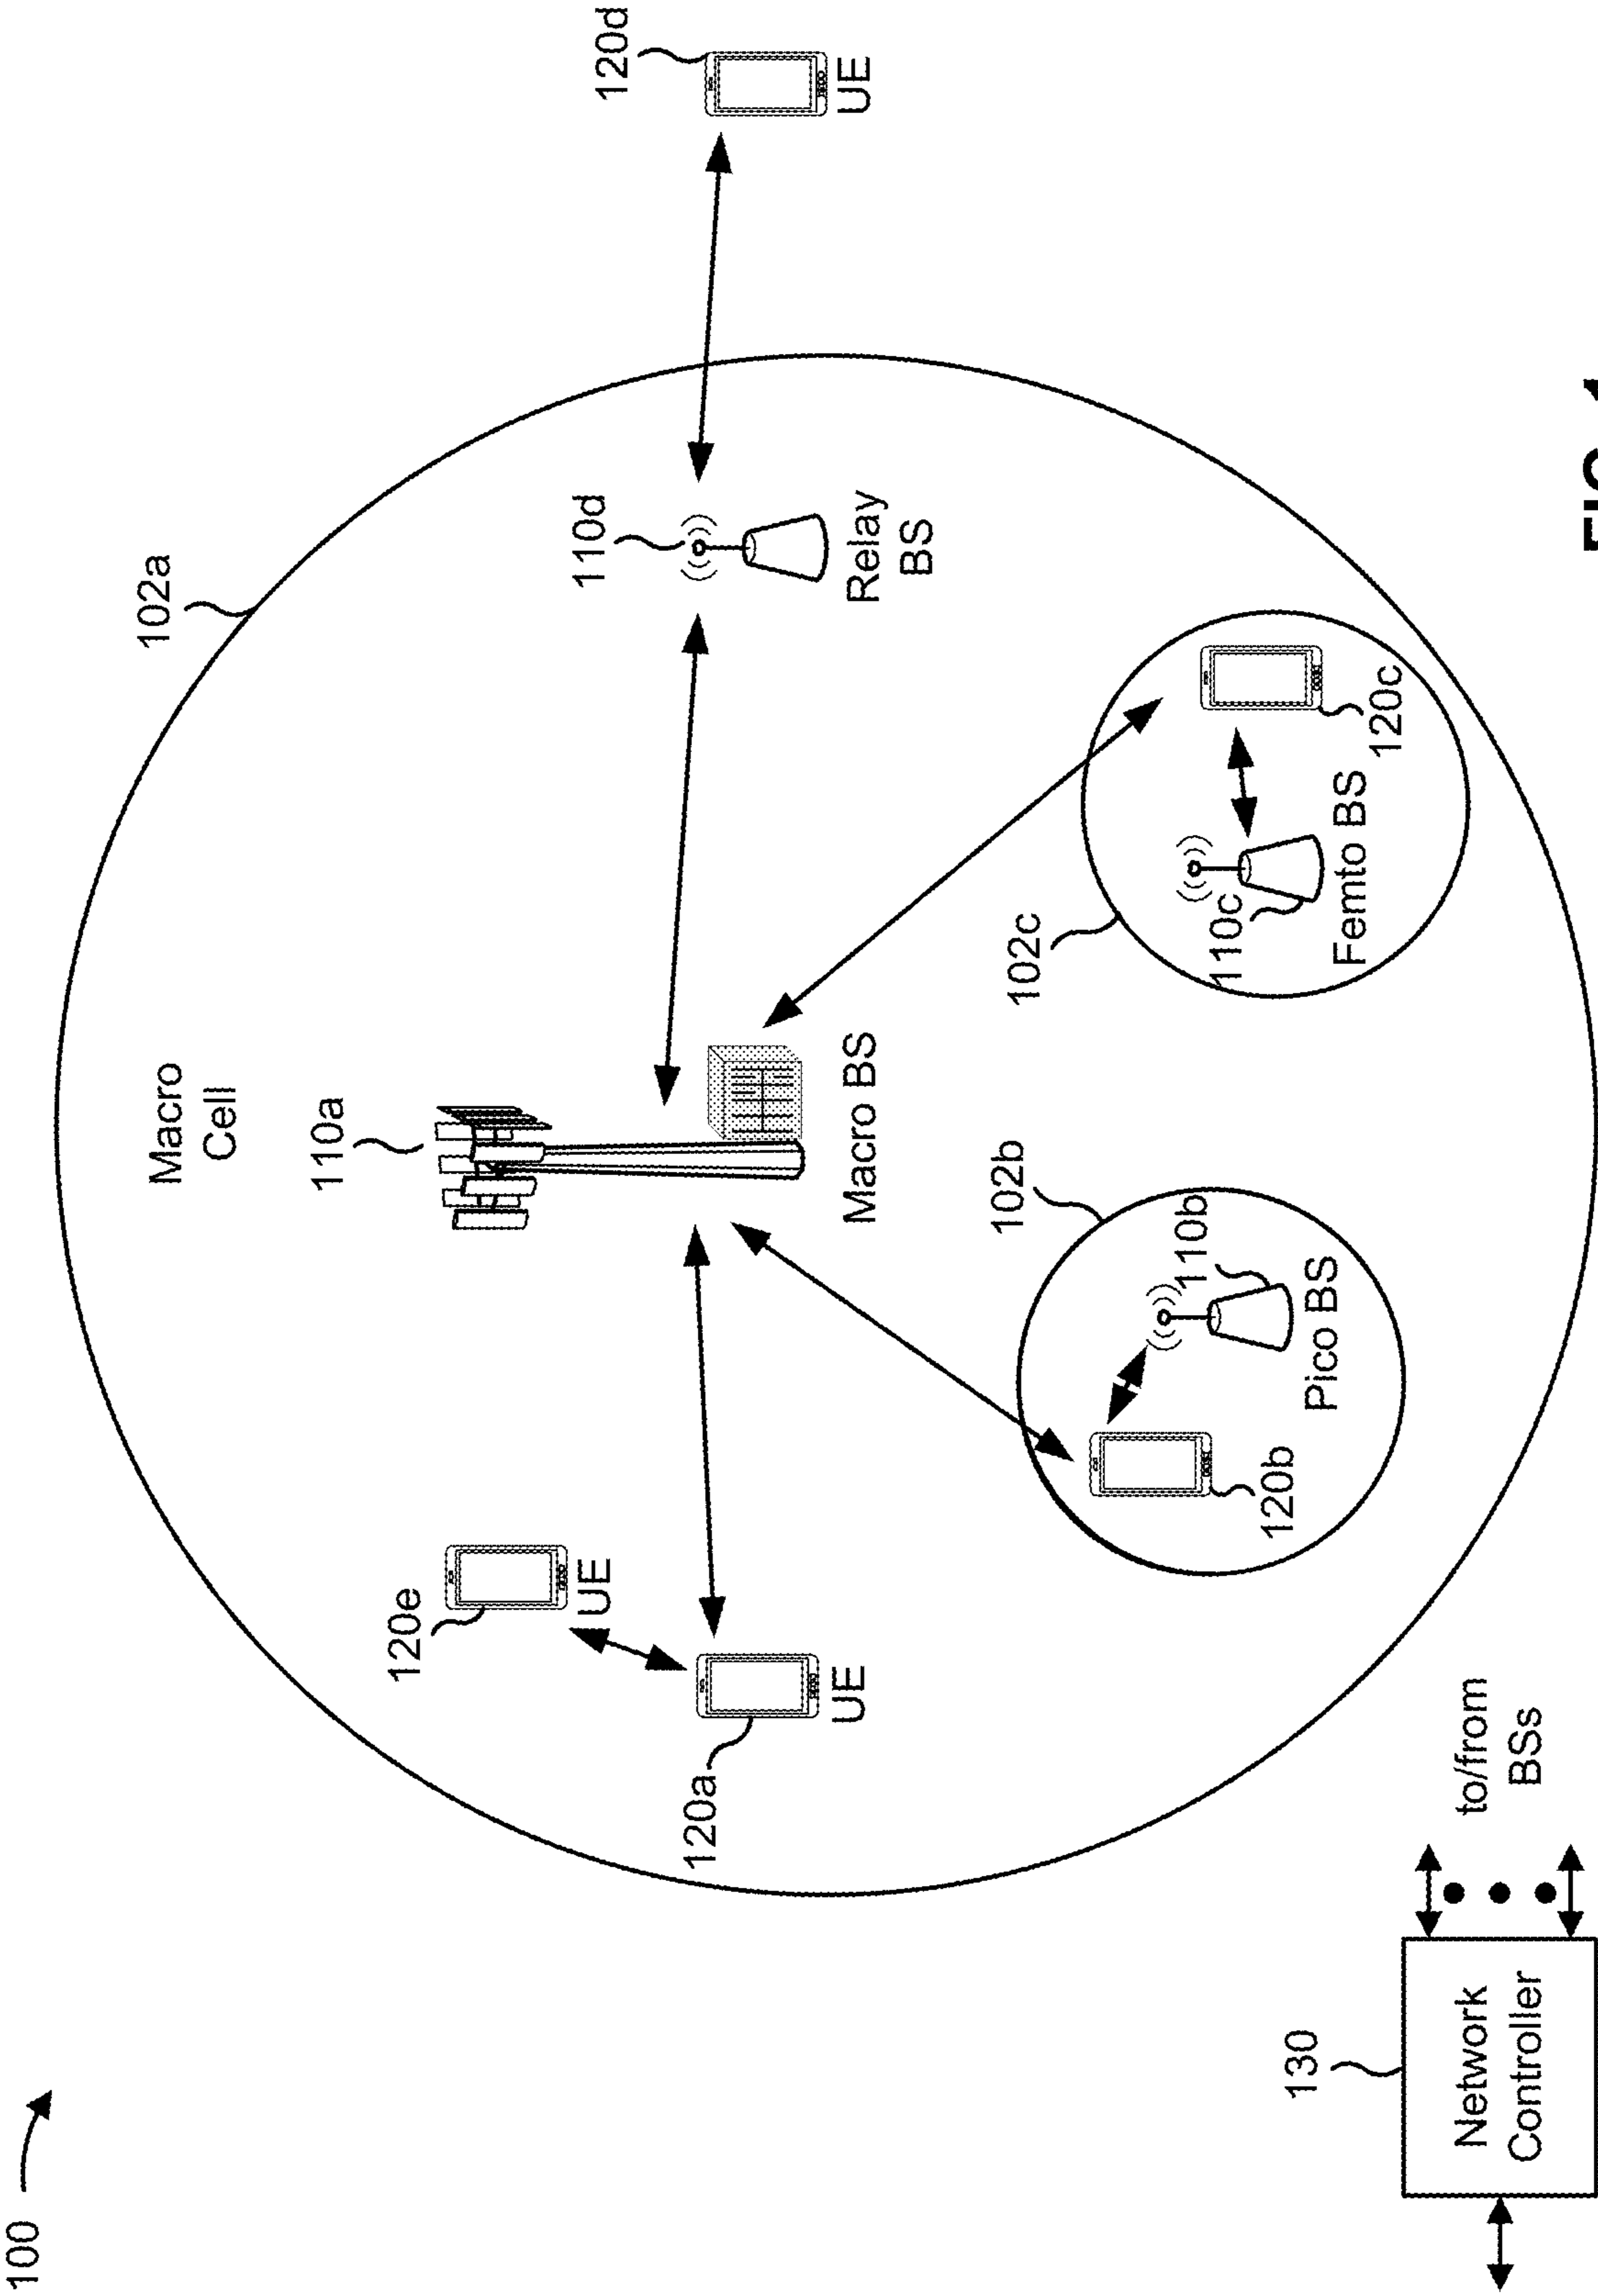 100
102a
Macro
Cell
110a
120e
UE
120a
UE
Macro BS
110d
Relay
BS
120d
UE
102b
110b
Pico BS
120b
102c
110c
Femto BS
120c
130
Network
Controller
to/from
BSs